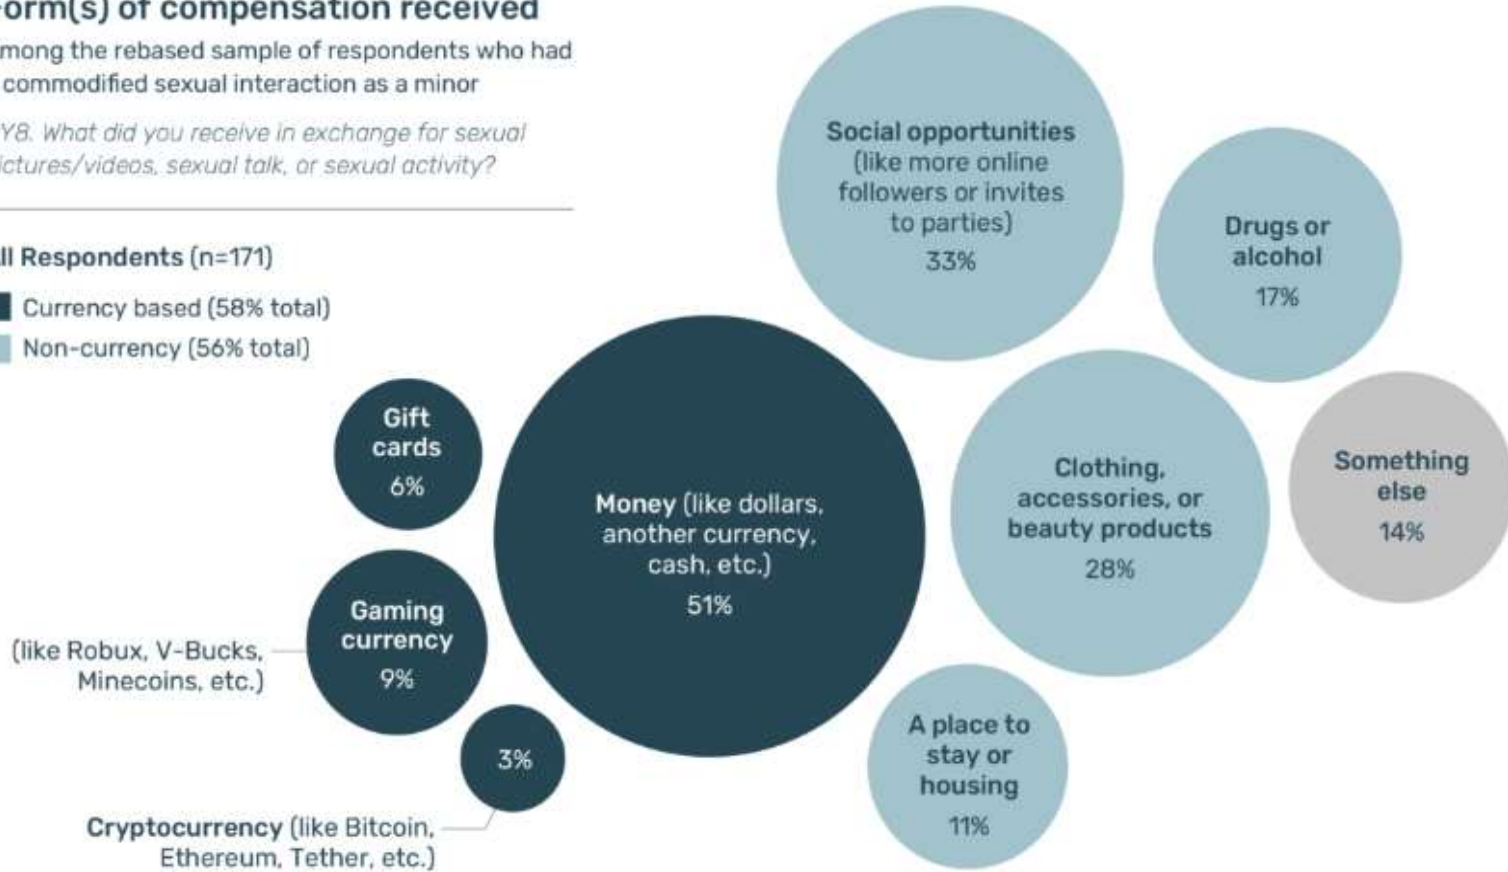 orm(s) of compensation received
mong the rebased sample of respondents who had
commodified sexual interaction as a minor
Y8. What did you receive in exchange for sexual
ictures/videos, sexual talk, or sexual activity?
ll Respondents (n=171)
Currency based (58% total)
Non-currency (56% total)
Social opportunities
(like more online
followers or invites
to parties)
33%
Drugs or
alcohol
17%
Gift
cards
6%
Money (like dollars,
another currency,
cash, etc.)
51%
Clothing,
accessories, or
beauty products
28%
Something
else
14%
Gaming
currency
9%
(like Robux, V-Bucks,
Minecoins, etc.)
3%
Cryptocurrency (like Bitcoin,
Ethereum, Tether, etc.)
A place to
stay or
housing
11%